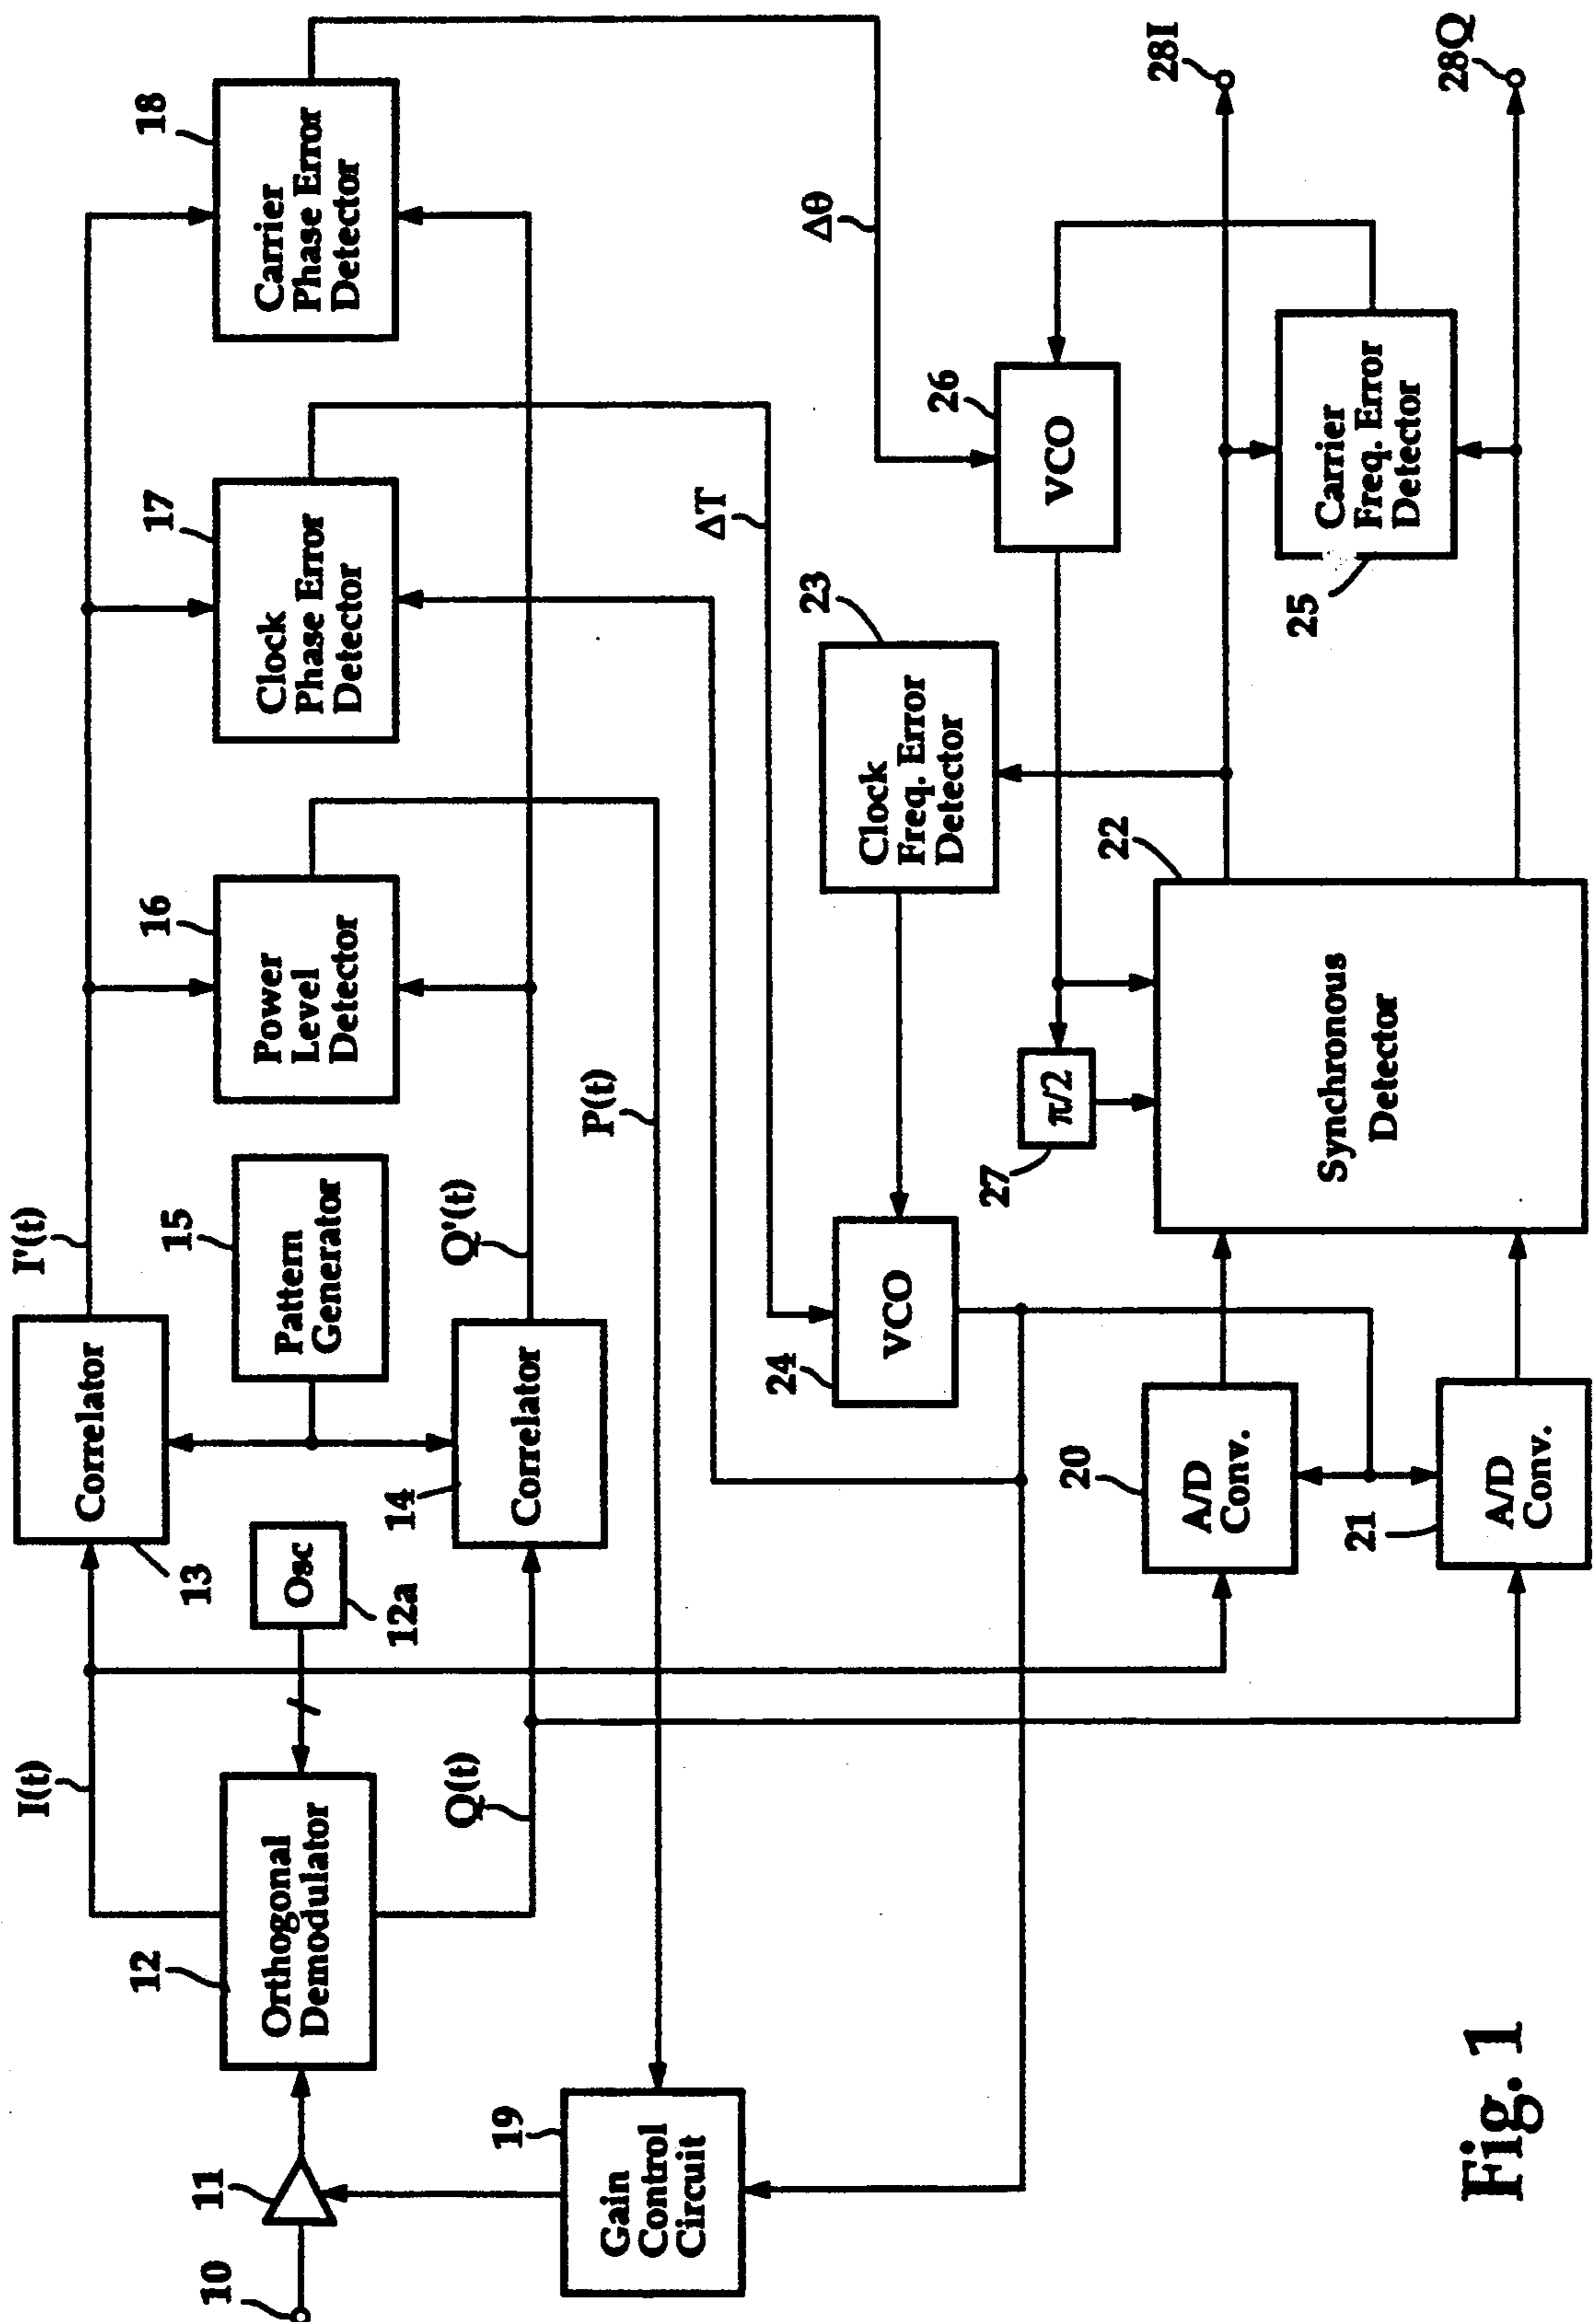 10
11
12
Orthogonal
Demodulator
I(t)
Q(t)
Osc
12a
13
Correlator
14
Correlator
15
Pattern
Generator
I'(t)
Q'(t)
16
Power
Level
Detector
17
Clock
Phase Error
Detector
18
Carrier
Phase Error
Detector
19
Gain
Control
Circuit
P(t)
ΔT
Δθ
24
VCO
23
Clock
Freq. Error
Detector
26
VCO
27
π/2
20
A/D
Conv.
21
A/D
Conv.
22
Synchronous
Detector
25
Carrier
Freq. Error
Detector
28I
28Q
Fig. 1